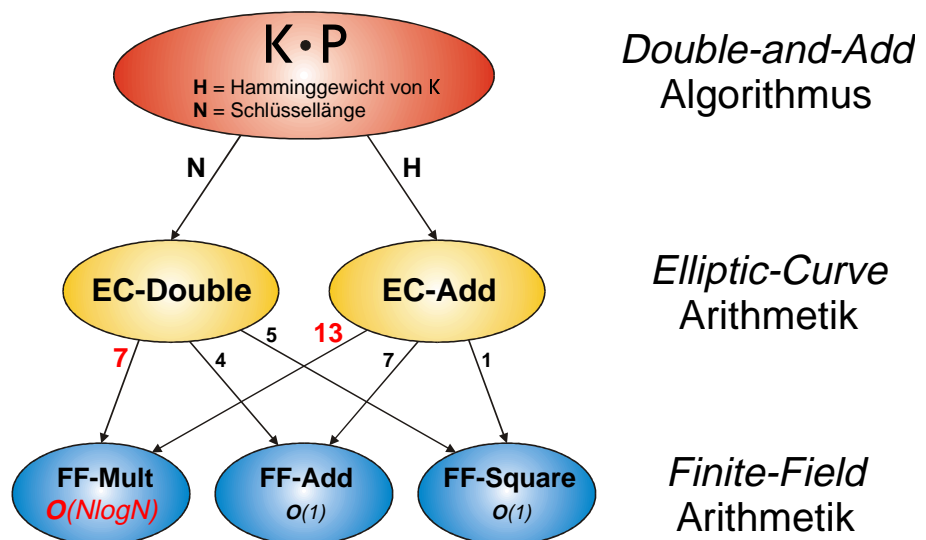 K • P
H = Hamminggewicht von K
N = Schlüssellänge
Double-and-Add
Algorithmus
N
H
EC-Double
EC-Add
Elliptic-Curve
Arithmetik
7
4
5
13
7
1
FF-Mult
O(NlogN)
FF-Add
O(1)
FF-Square
O(1)
Finite-Field
Arithmetik